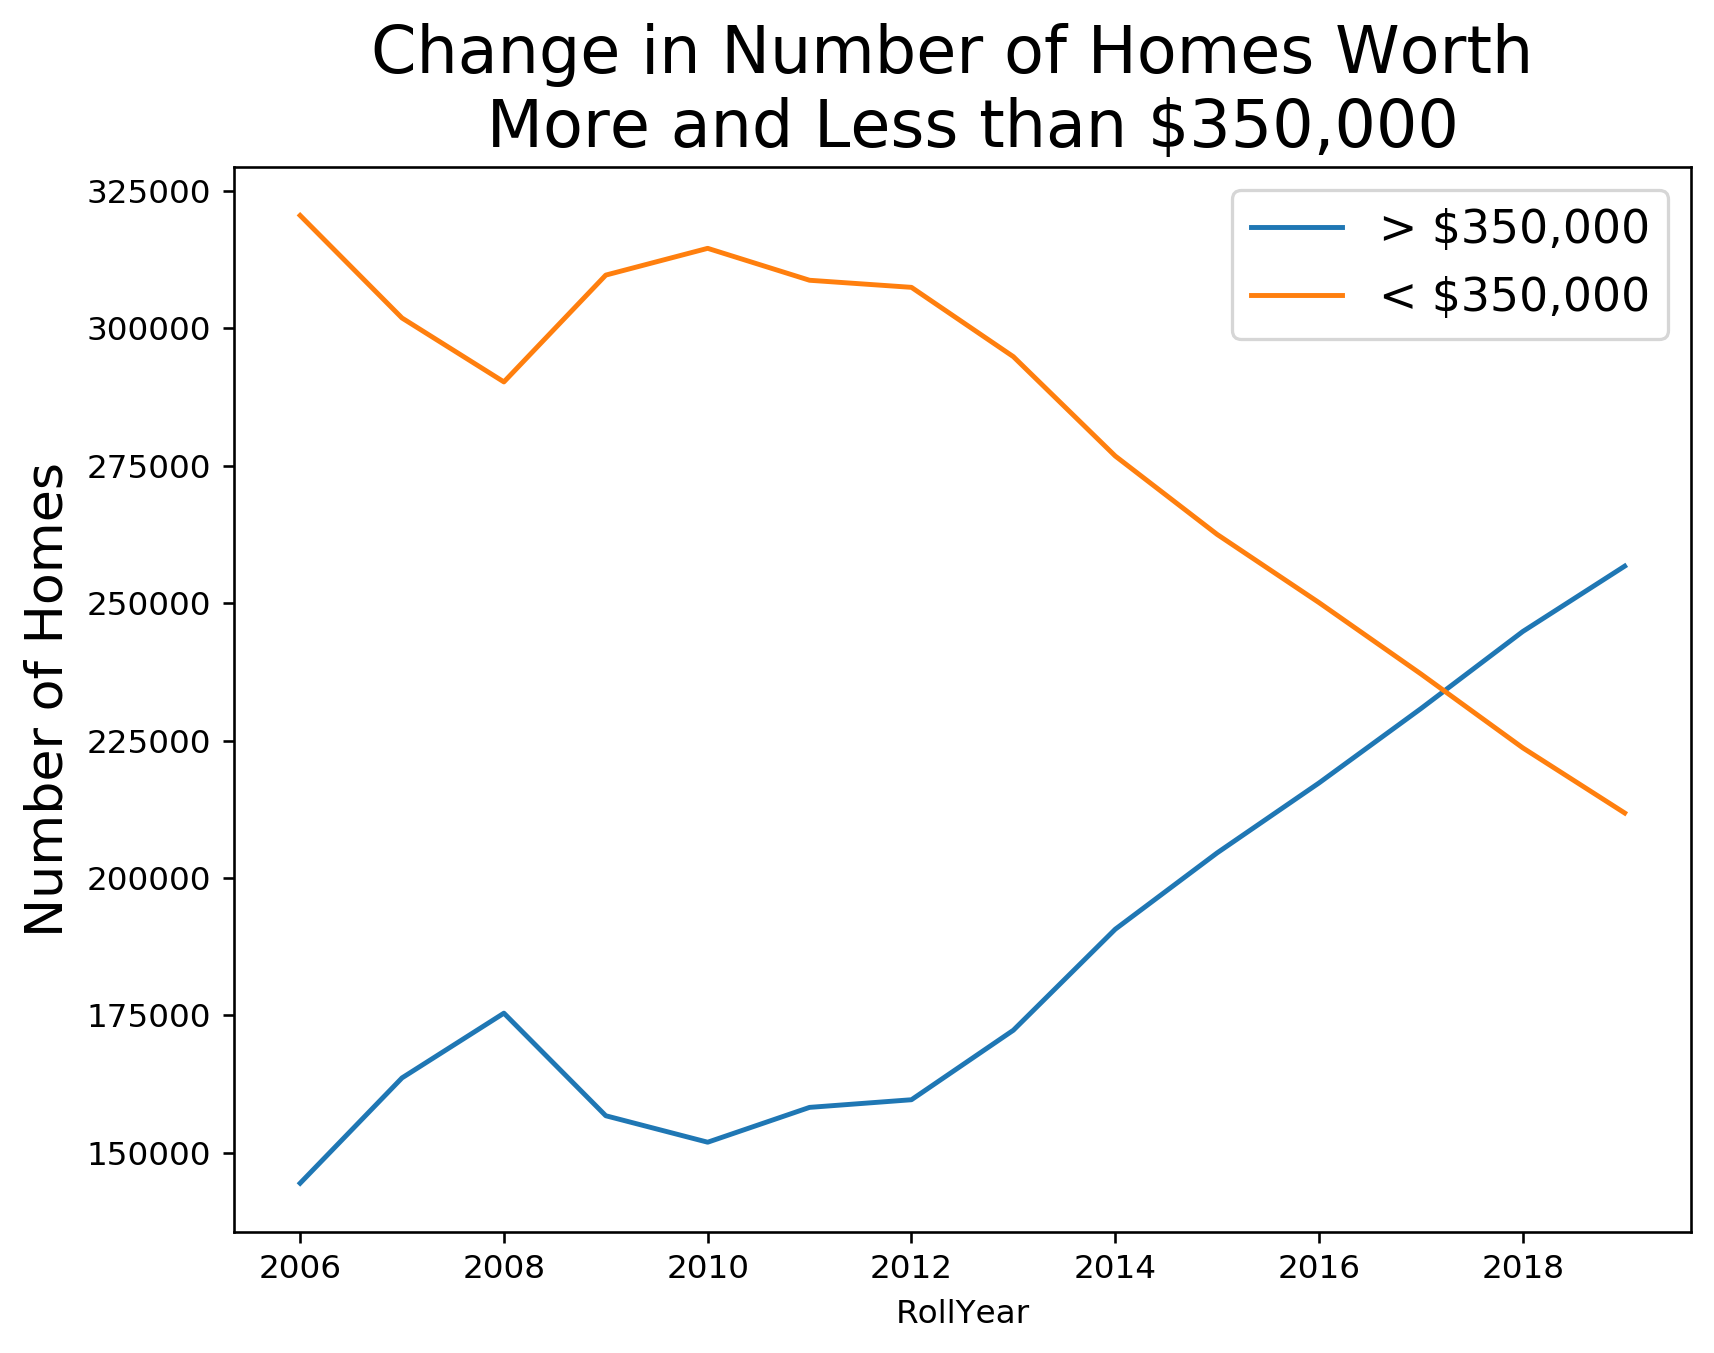 Change in Number of Homes Worth
More and Less than $350,000
> $350,000
< $350,000
Number of Homes
325000
300000
275000
250000
225000
200000
175000
150000
2006 2008 2010 2012 2014 2016 2018
RollYear